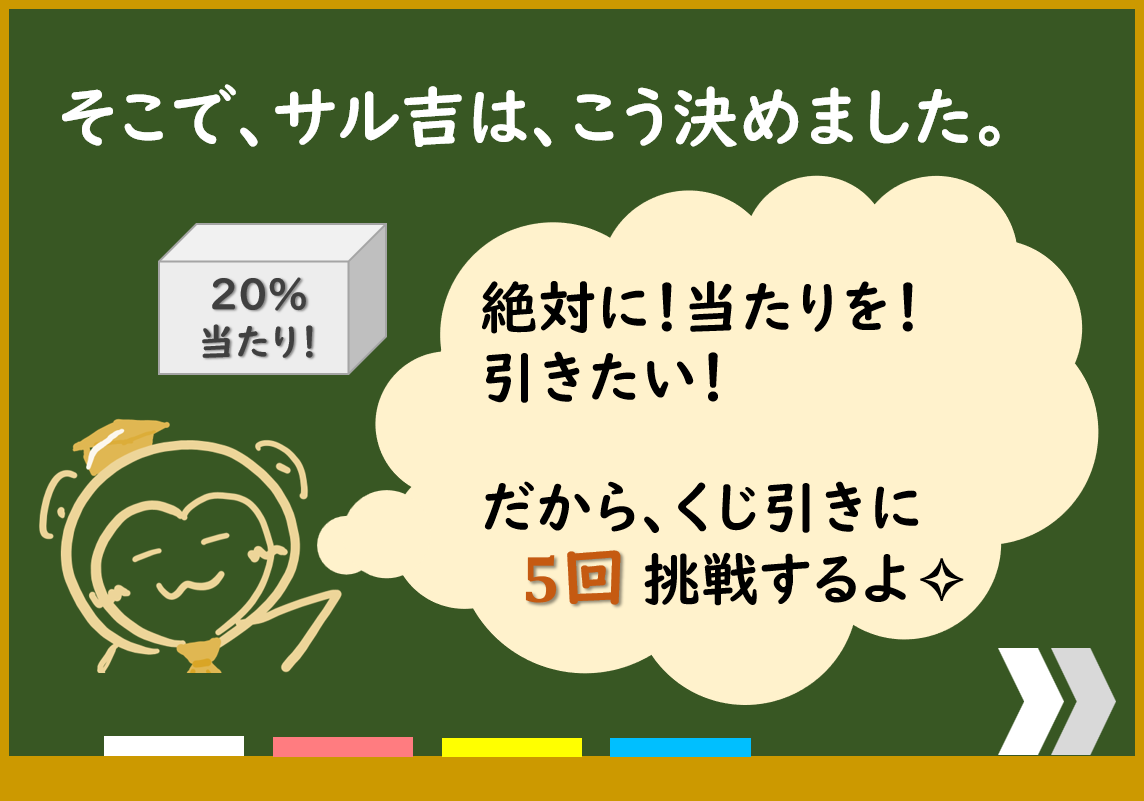 そこで、サル吉は、こう決めました。
20%
当たり!
絶対に!当たりを!
引きたい!
だから、くじ引きに
5回 挑戦するよ✧